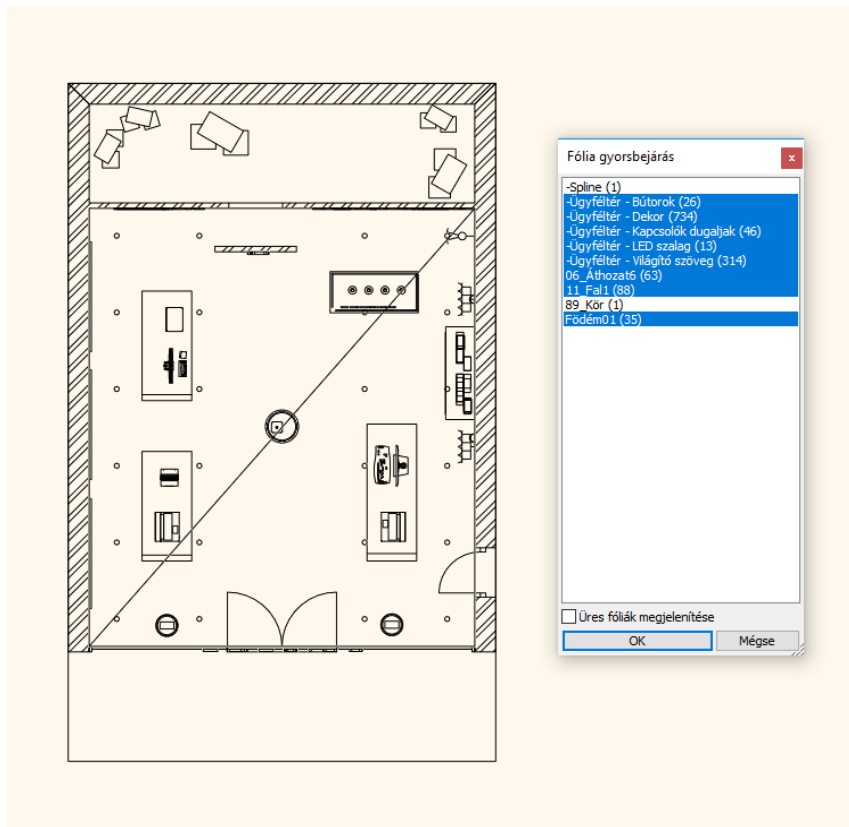 Fólia gyorsbejárás
x
-Spline (1)
-Ügyféltér - Bútorok (26)
-Ügyféltér - Dekor (734)
-Ügyféltér - Kapcsolók dugaljak (46)
-Ügyféltér - LED szalag (13)
-Ügyféltér - Világító szöveg (314)
06_Áthozat6 (63)
11_Fal1 (88)
89_Kör (1)
Födém01 (35)
Üres fóliák megjelenítése
OK
Mégse